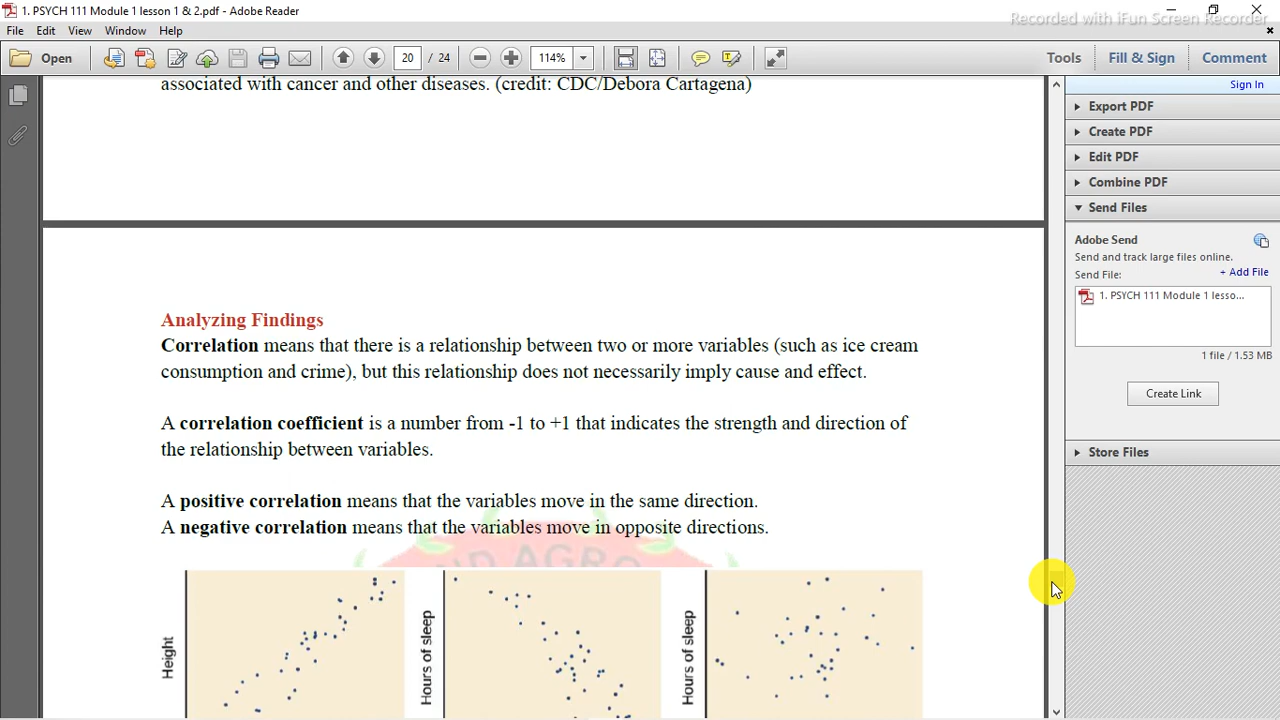 1. PSYCH 111 Module 1 lesson 1 & 2.pdf - Adobe Reader
Recorded with iFun Screen Recorder
File Edit View Window Help
Open 20 / 24 114% Tools Fill & Sign Comment
Sign In
associated with cancer and other diseases. (credit: CDC/Debora Cartagena)
Analyzing Findings
Correlation means that there is a relationship between two or more variables (such as ice cream
consumption and crime), but this relationship does not necessarily imply cause and effect.
A correlation coefficient is a number from -1 to +1 that indicates the strength and direction of
the relationship between variables.
A positive correlation means that the variables move in the same direction.
A negative correlation means that the variables move in opposite directions.
ND AGRO
Height
Hours of sleep
Hours of sleep
Export PDF
Create PDF
Edit PDF
Combine PDF
Send Files
Adobe Send
Send and track large files online.
Send File:
+ Add File
1. PSYCH 111 Module 1 lesso...
1 file / 1.53 MB
Create Link
Store Files